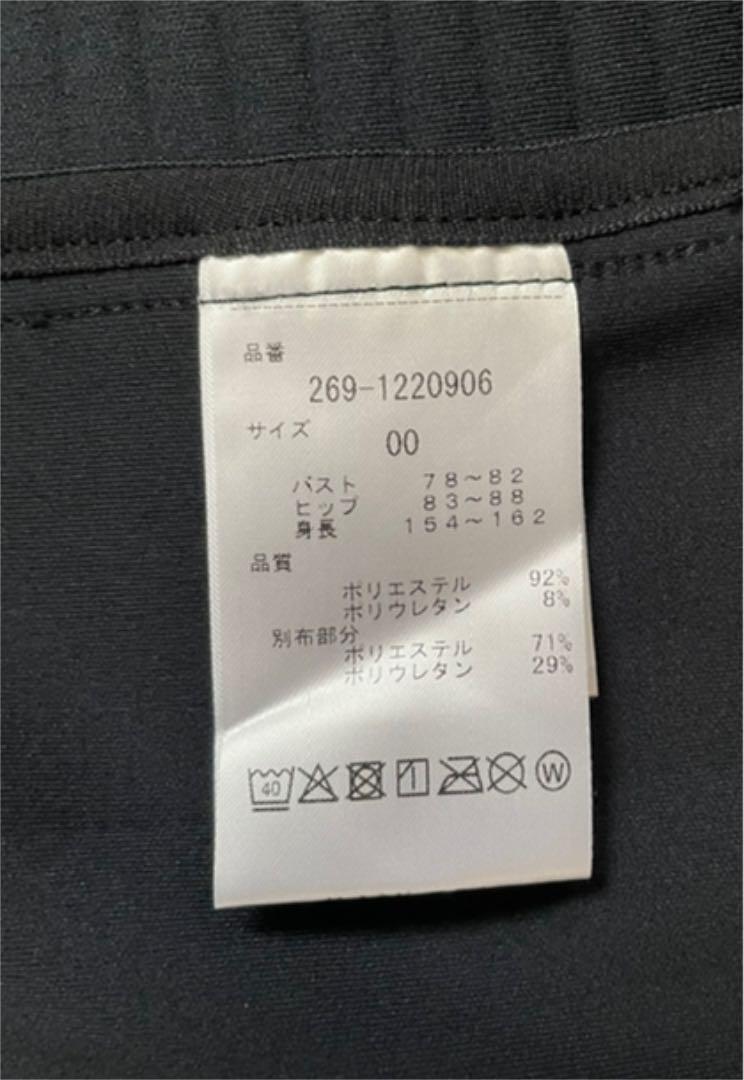 品番
269-1220906
サイズ
00
バスト 78～82
ヒップ 83～88
身長 154～162
品質
ポリエステル 92%
ポリウレタン 8%
別布部分
ポリエステル 71%
ポリウレタン 29%
40 W